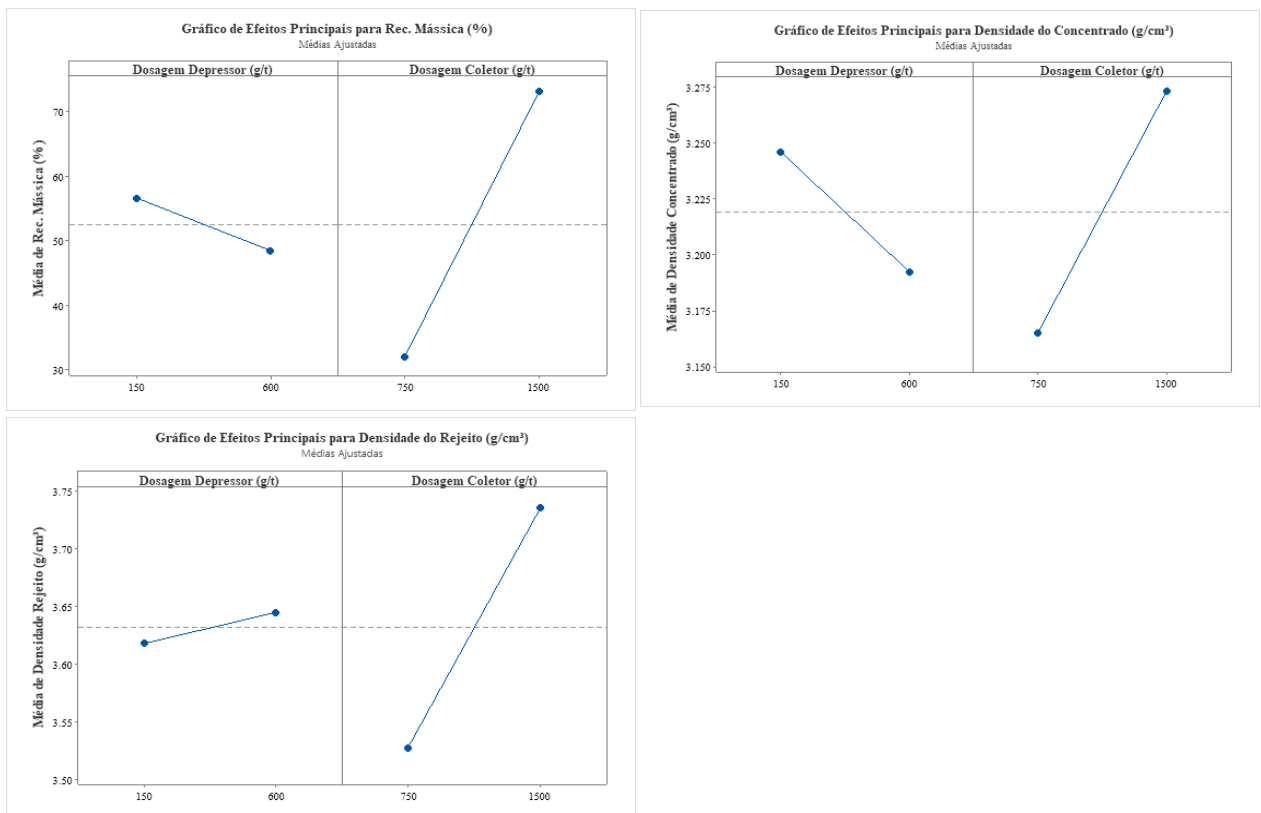 Gráfico de Efeitos Principais para Rec. Mássica (%)
Médias Ajustadas
Dosagem Depressor (g/t)
Dosagem Coletor (g/t)
Média de Rec. Mássica (%)
70
60
50
40
30
150
600
750
1500
Gráfico de Efeitos Principais para Densidade do Concentrado (g/cm³)
Médias Ajustadas
Dosagem Depressor (g/t)
Dosagem Coletor (g/t)
Média de Densidade Concentrado (g/cm³)
3.275
3.250
3.225
3.200
3.175
3.150
150
600
750
1500
Gráfico de Efeitos Principais para Densidade do Rejeito (g/cm³)
Médias Ajustadas
Dosagem Depressor (g/t)
Dosagem Coletor (g/t)
Média de Densidade Rejeito (g/cm³)
3.75
3.70
3.65
3.60
3.55
3.50
150
600
750
1500